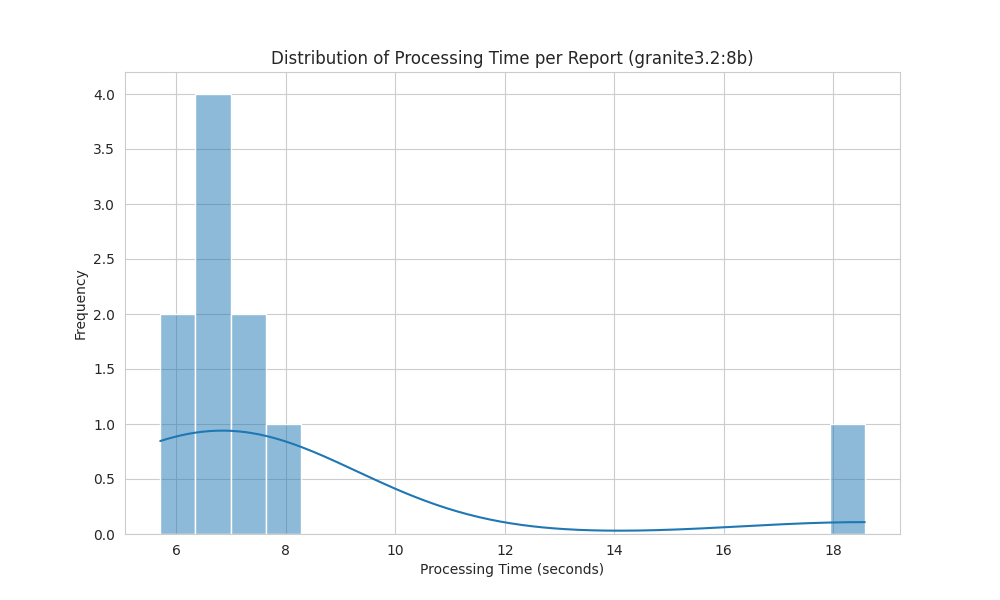 Distribution of Processing Time per Report (granite3.2:8b)
4.0
3.5
3.0
2.5
2.0
1.5
1.0
0.5
0.0
Frequency
6 8 10 12 14 16 18
Processing Time (seconds)